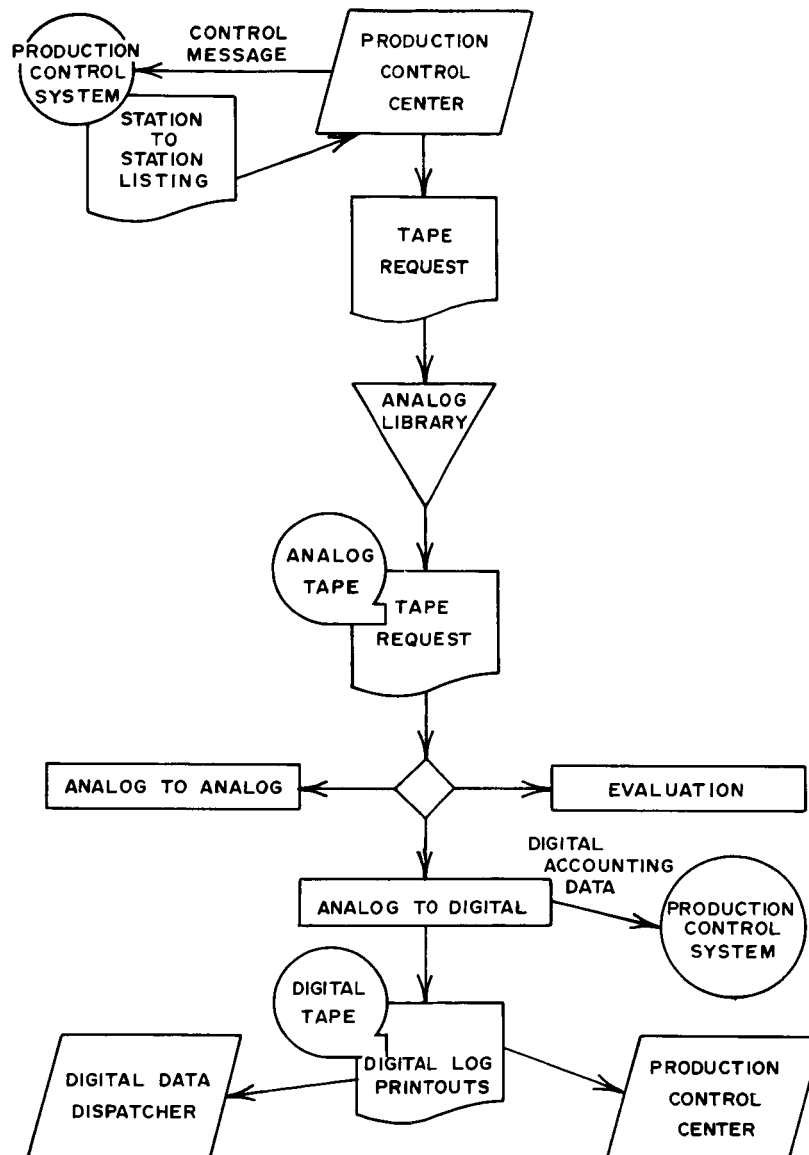 PRODUCTION
CONTROL
SYSTEM
CONTROL
MESSAGE
PRODUCTION
CONTROL
CENTER
STATION
TO
STATION
LISTING
TAPE
REQUEST
ANALOG
LIBRARY
ANALOG
TAPE
TAPE
REQUEST
ANALOG TO ANALOG
EVALUATION
ANALOG TO DIGITAL
DIGITAL
ACCOUNTING
DATA
PRODUCTION
CONTROL
SYSTEM
DIGITAL
TAPE
DIGITAL LOG
PRINTOUTS
DIGITAL DATA
DISPATCHER
PRODUCTION
CONTROL
CENTER